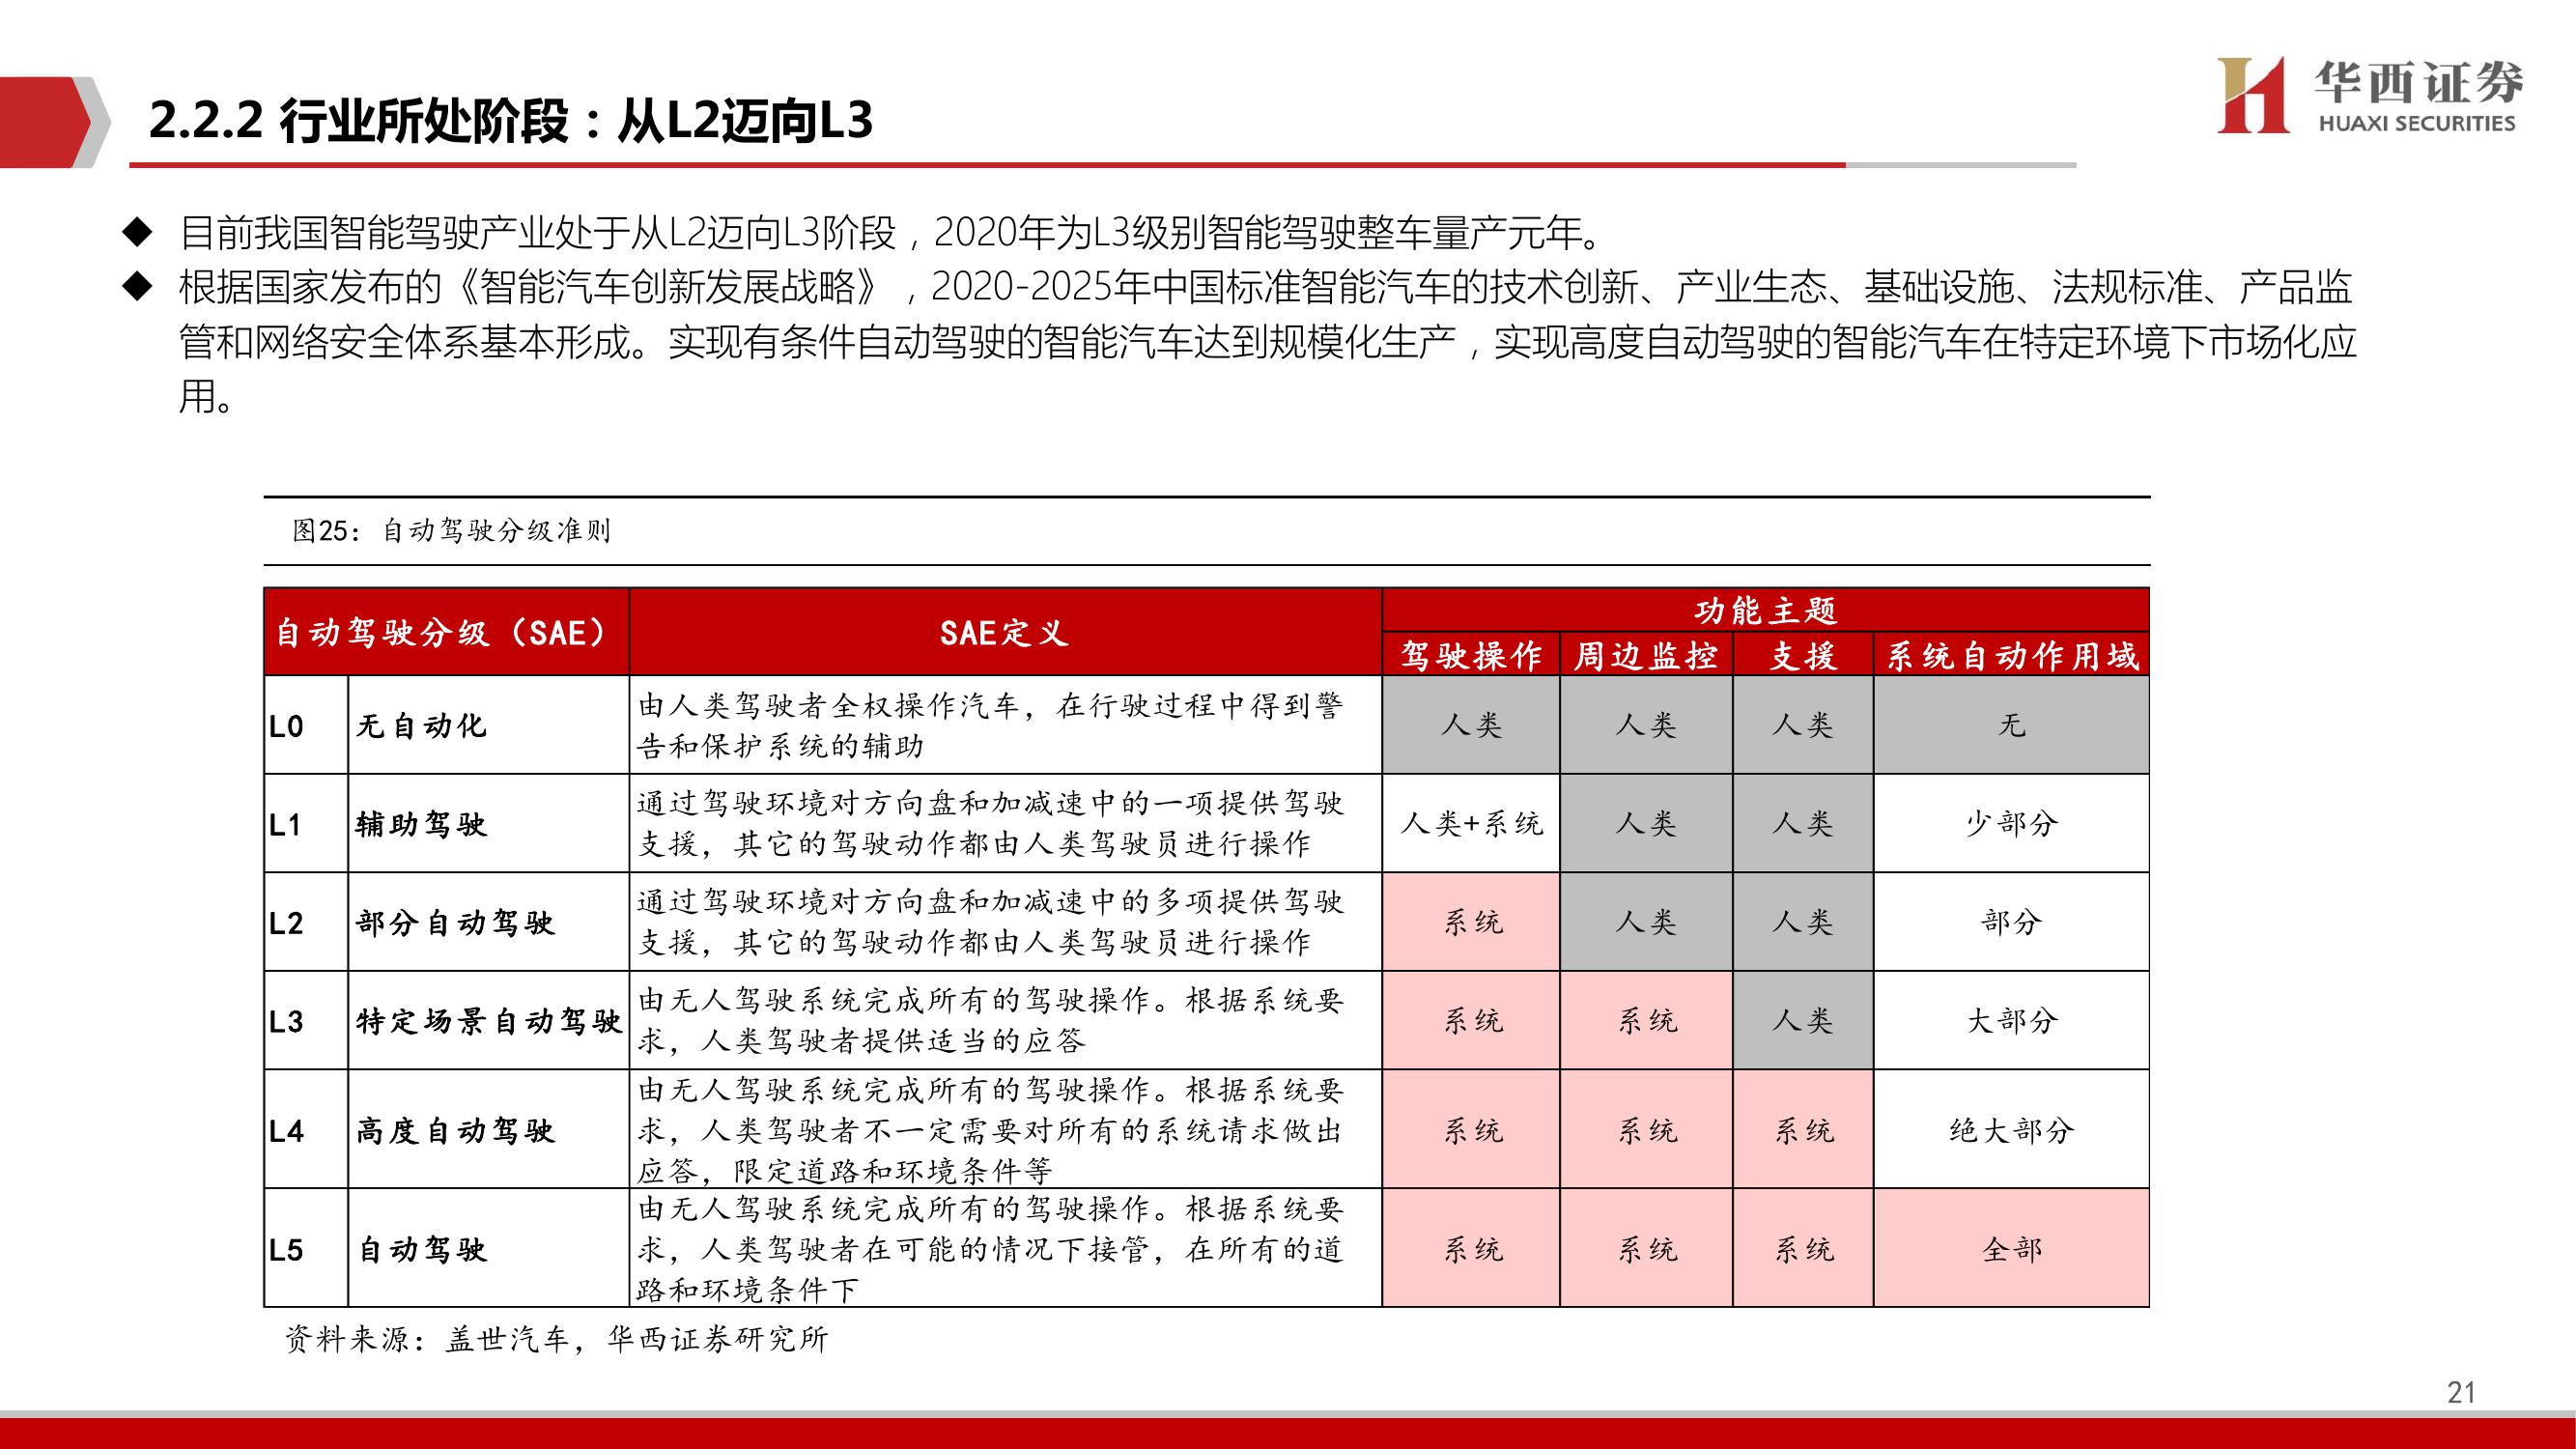 2.2.2 行业所处阶段：从L2迈向L3
华西证券
HUAXI SECURITIES
◆ 目前我国智能驾驶产业处于从L2迈向L3阶段，2020年为L3级别智能驾驶整车量产元年。
◆ 根据国家发布的《智能汽车创新发展战略》，2020-2025年中国标准智能汽车的技术创新、产业生态、基础设施、法规标准、产品监
管和网络安全体系基本形成。实现有条件自动驾驶的智能汽车达到规模化生产，实现高度自动驾驶的智能汽车在特定环境下市场化应
用。
图25：自动驾驶分级准则
自动驾驶分级（SAE） SAE定义 功能主题
驾驶操作 周边监控 支援 系统自动作用域
L0 无自动化
由人类驾驶者全权操作汽车，在行驶过程中得到警
告和保护系统的辅助
人类 人类 人类 无
L1 辅助驾驶
通过驾驶环境对方向盘和加减速中的一项提供驾驶
支援，其它的驾驶动作都由人类驾驶员进行操作
人类+系统 人类 人类 少部分
L2 部分自动驾驶
通过驾驶环境对方向盘和加减速中的多项提供驾驶
支援，其它的驾驶动作都由人类驾驶员进行操作
系统 人类 人类 部分
L3 特定场景自动驾驶
由无人驾驶系统完成所有的驾驶操作。根据系统要
求，人类驾驶者提供适当的应答
系统 系统 人类 大部分
L4 高度自动驾驶
由无人驾驶系统完成所有的驾驶操作。根据系统要
求，人类驾驶者不一定需要对所有的系统请求做出
应答，限定道路和环境条件等
系统 系统 系统 绝大部分
L5 自动驾驶
由无人驾驶系统完成所有的驾驶操作。根据系统要
求，人类驾驶者在可能的情况下接管，在所有的道
路和环境条件下
系统 系统 系统 全部
资料来源：盖世汽车，华西证券研究所
21